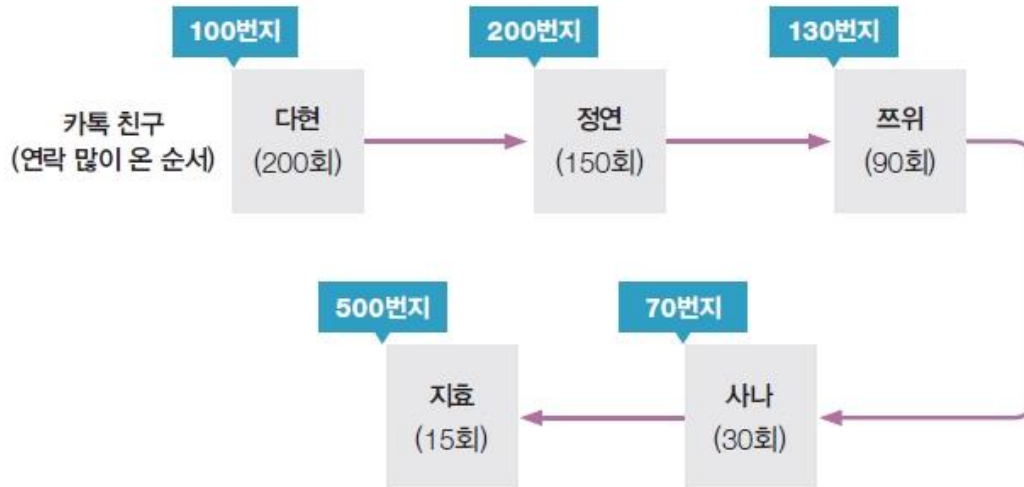 100번지
200번지
130번지
카톡 친구
(연락 많이 온 순서)
다현
(200회)
정연
(150회)
쯔위
(90회)
500번지
70번지
지효
(15회)
사나
(30회)